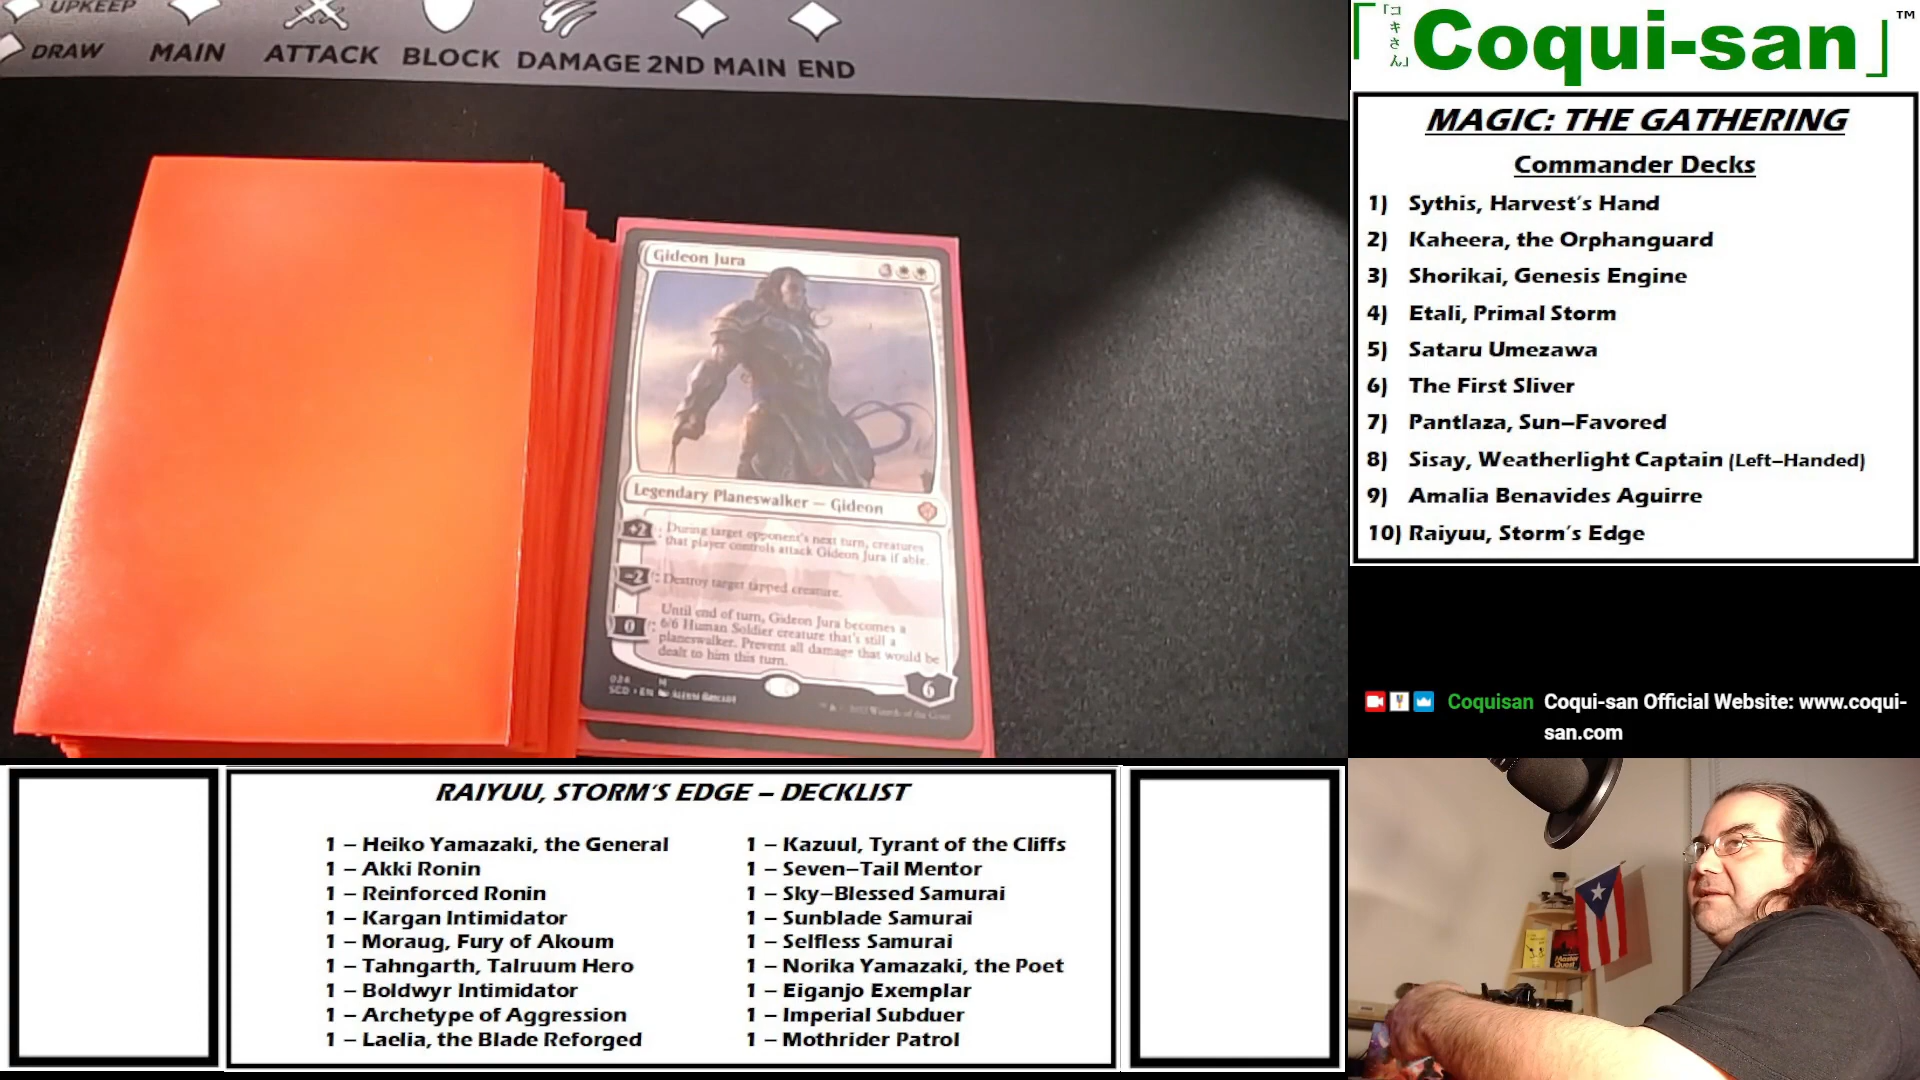 UPKEEP
DRAW MAIN ATTACK BLOCK DAMAGE 2ND MAIN END
Gideon Jura
3
Legendary Planeswalker — Gideon
+2: During target opponent's next turn, creatures
that player controls attack Gideon Jura if able.
-2: Destroy target tapped creature.
0: Until end of turn, Gideon Jura becomes a
6/6 Human Soldier creature that's still a
planeswalker. Prevent all damage that would be
dealt to him this turn.
6
024 M
SCD • EN
「コキさん」
「Coqui-san」™
MAGIC: THE GATHERING
Commander Decks
1) Sythis, Harvest's Hand
2) Kaheera, the Orphanguard
3) Shorikai, Genesis Engine
4) Etali, Primal Storm
5) Sataru Umezawa
6) The First Sliver
7) Pantlaza, Sun-Favored
8) Sisay, Weatherlight Captain (Left-Handed)
9) Amalia Benavides Aguirre
10) Raiyuu, Storm's Edge
Coquisan Coqui-san Official Website: www.coqui-
san.com
RAIYUU, STORM'S EDGE – DECKLIST
1 – Heiko Yamazaki, the General
1 – Akki Ronin
1 – Reinforced Ronin
1 – Kargan Intimidator
1 – Moraug, Fury of Akoum
1 – Tahngarth, Talruum Hero
1 – Boldwyr Intimidator
1 – Archetype of Aggression
1 – Laelia, the Blade Reforged
1 – Kazuul, Tyrant of the Cliffs
1 – Seven-Tail Mentor
1 – Sky-Blessed Samurai
1 – Sunblade Samurai
1 – Selfless Samurai
1 – Norika Yamazaki, the Poet
1 – Eiganjo Exemplar
1 – Imperial Subduer
1 – Mothrider Patrol